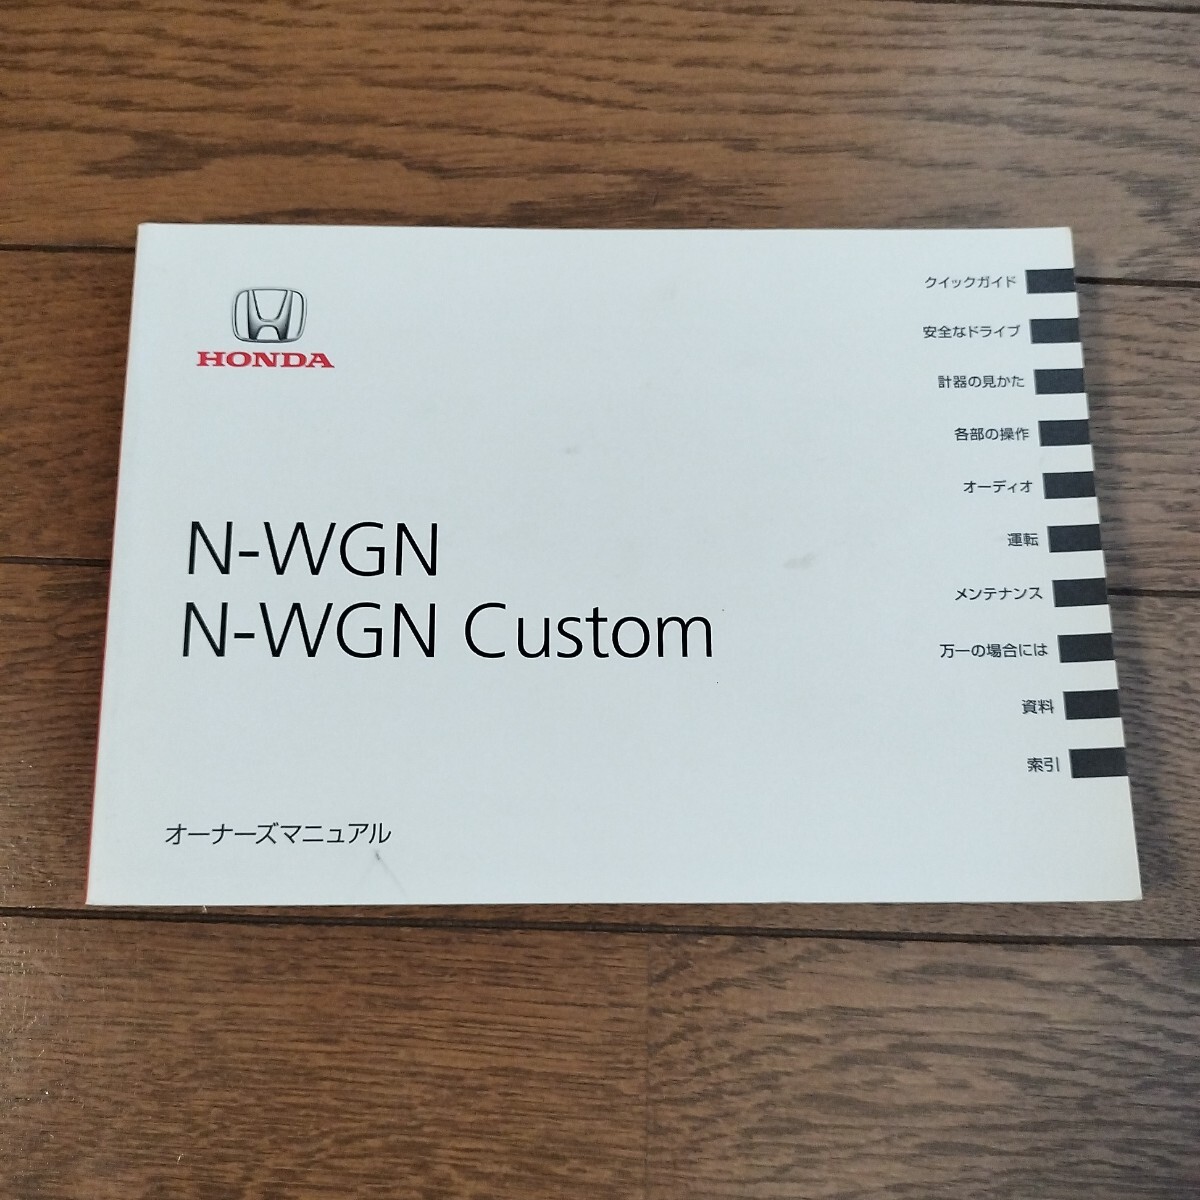 HONDA
N-WGN
N-WGN Custom
オーナーズマニュアル
クイックガイド
安全なドライブ
計器の見かた
各部の操作
オーディオ
運転
メンテナンス
万一の場合には
資料
索引